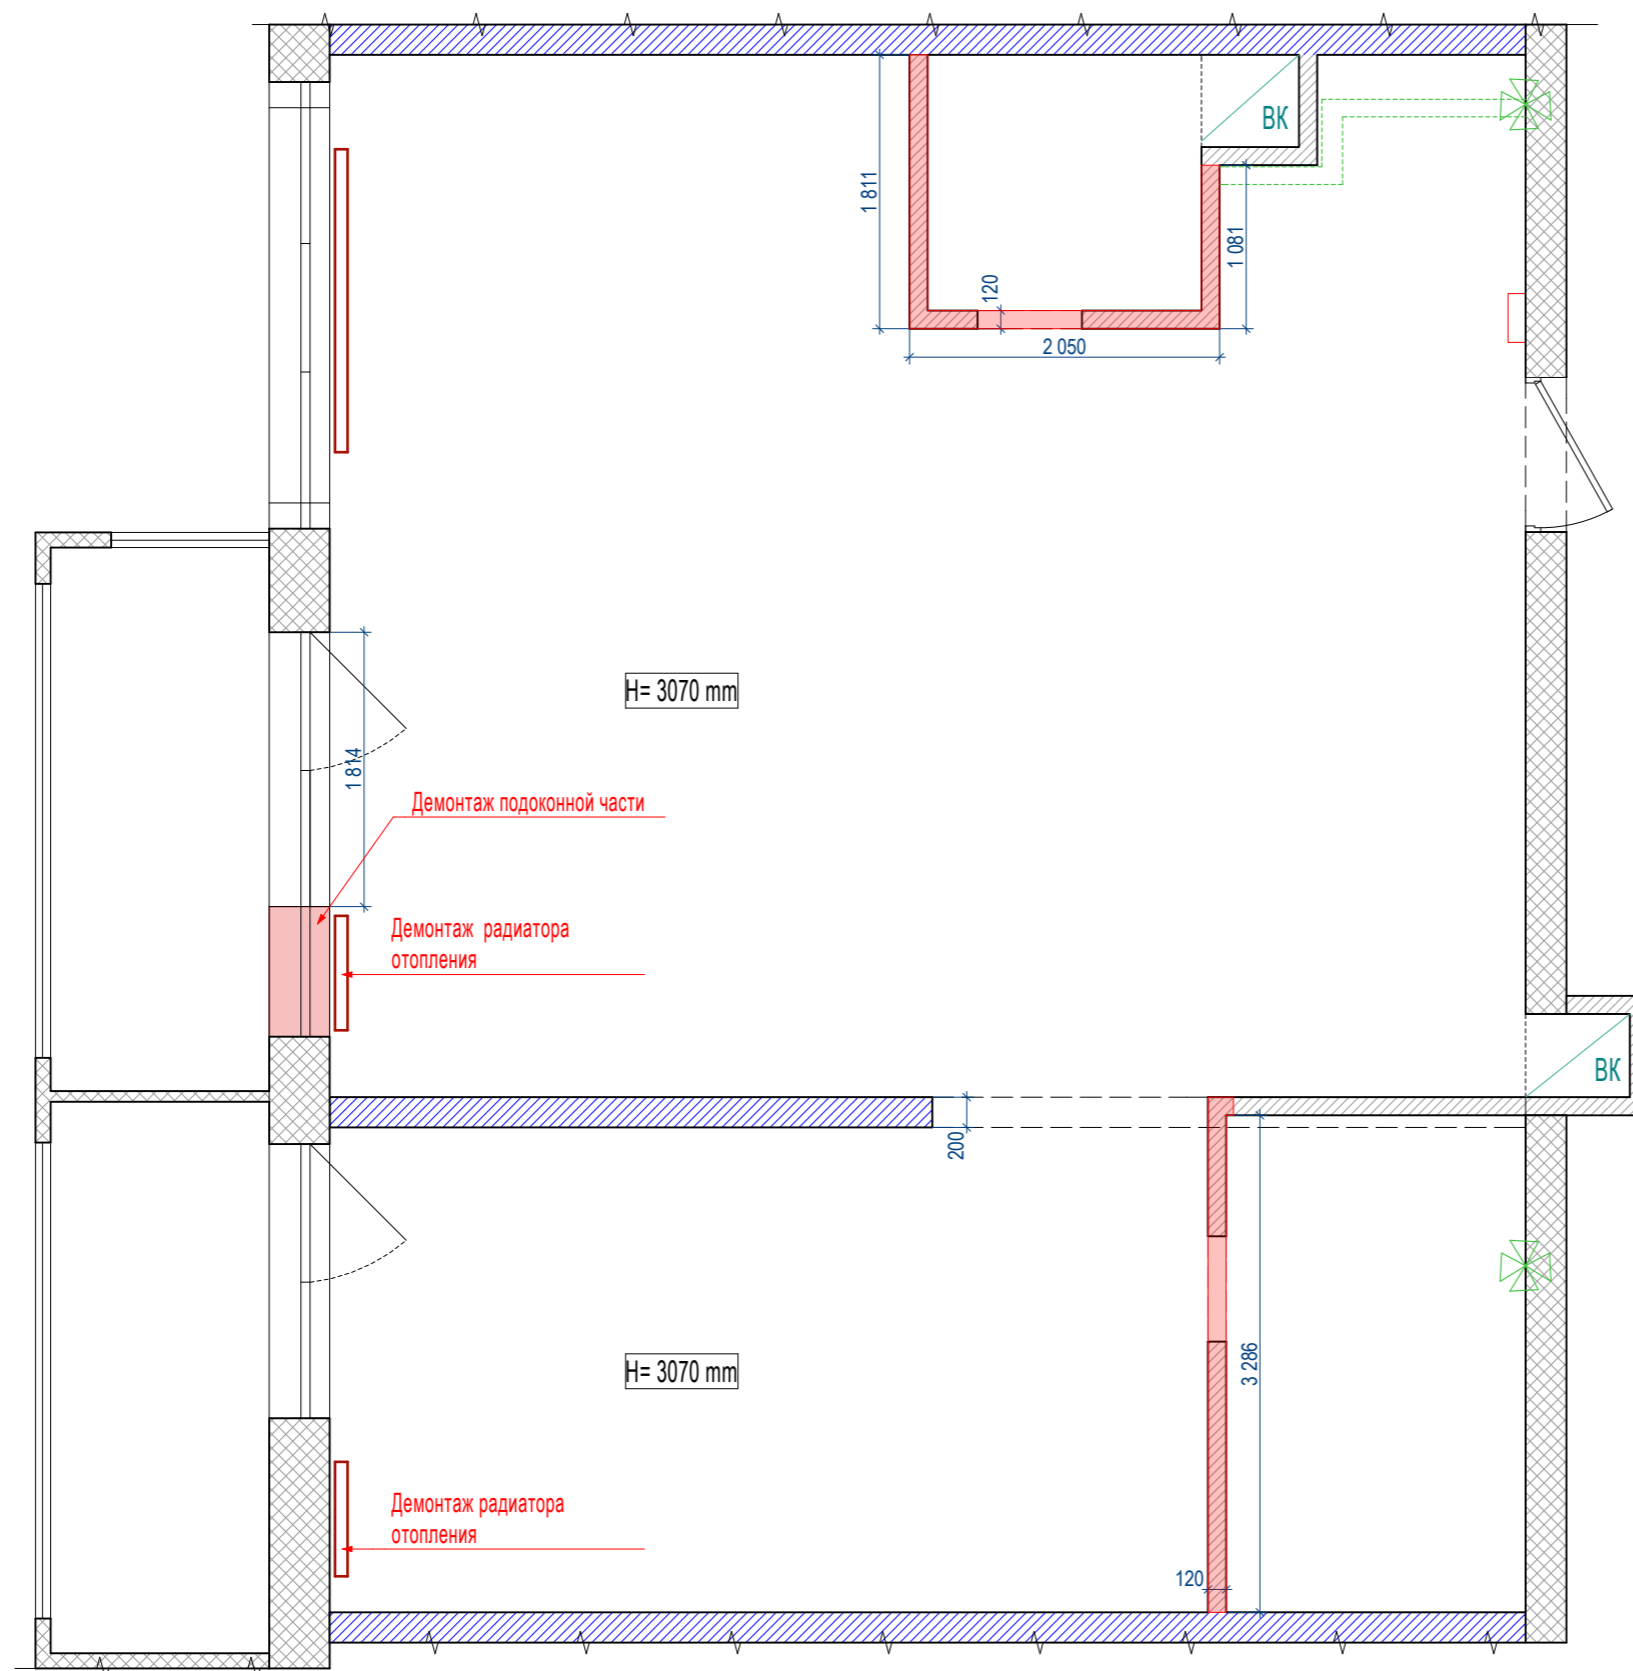 ВК
1 811
1 081
120
2 050
H= 3070 mm
1 814
Демонтаж подоконной части
Демонтаж радиатора
отопления
ВК
200
3 286
H= 3070 mm
Демонтаж радиатора
отопления
120